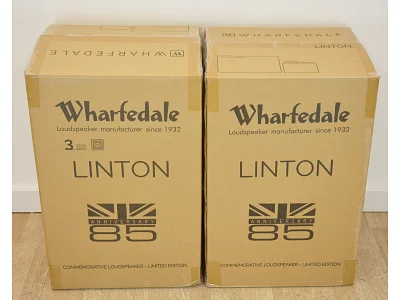 WHARFEDALE
WHARFEDALE
LINTON
Wharfedale
Loudspeaker manufacturer since 1932
3
LINTON
ANNIVERSARY
85
COMMEMORATIVE LOUDSPEAKER - LIMITED EDITION
Wharfedale
Loudspeaker manufacturer since 1932
LINTON
ANNIVERSARY
85
COMMEMORATIVE LOUDSPEAKER - LIMITED EDITION